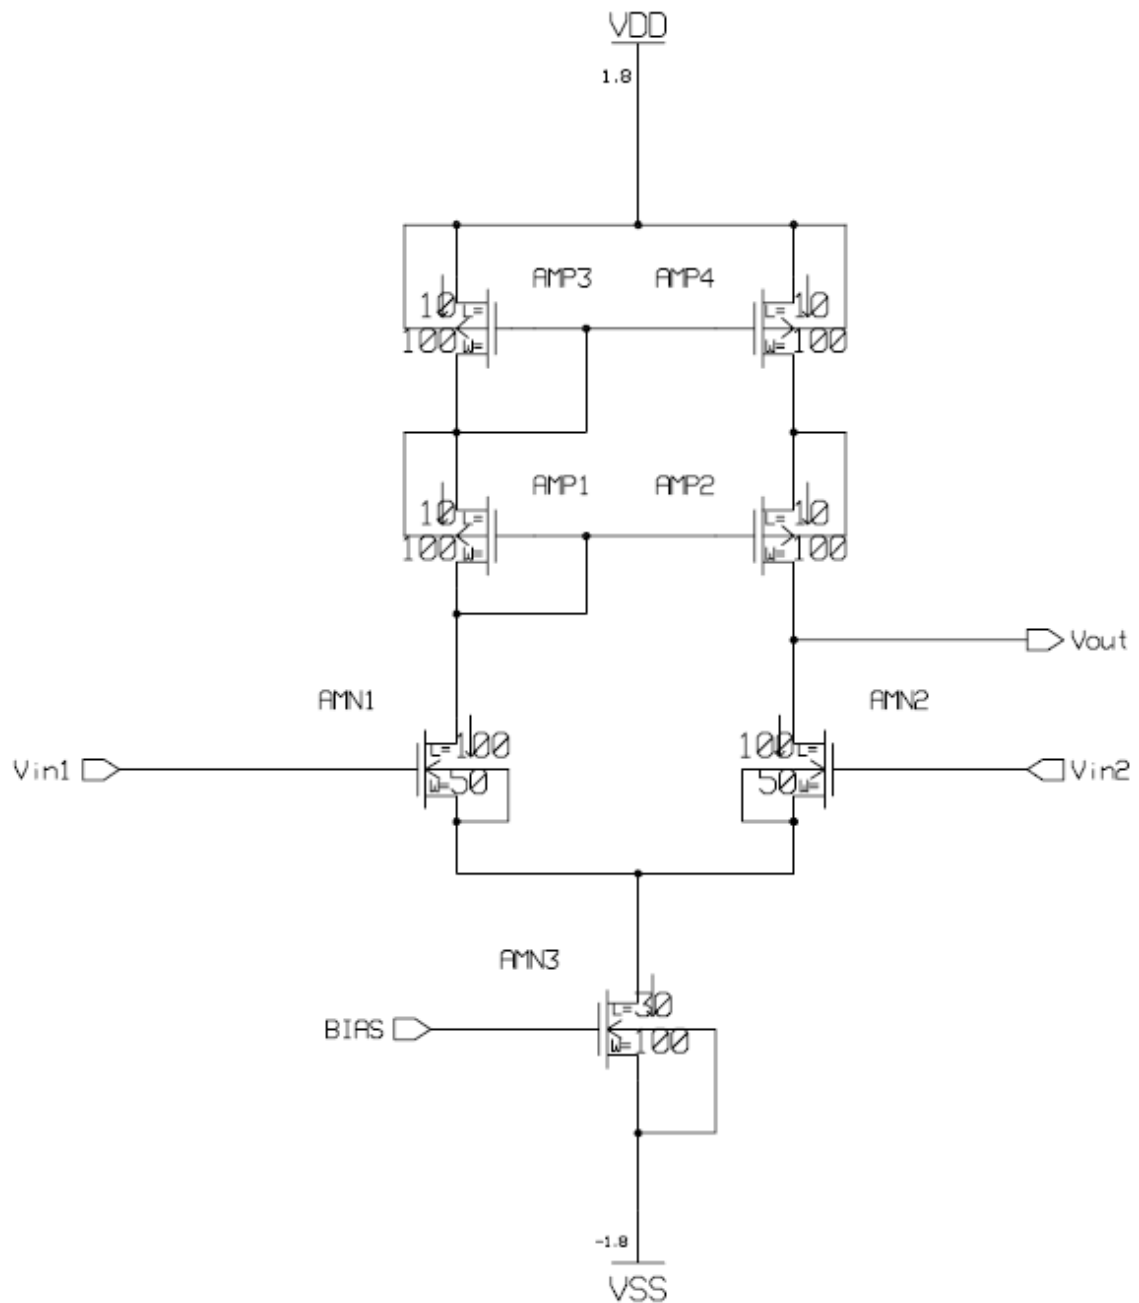 VDD
1.8
AMP3 AMP4
10 L= L= 10
100 W= W= 100
AMP1 AMP2
10 L= L= 10
100 W= W= 100
Vout
AMN1 AMN2
L= 100 100 L=
Vin1 Vin2
W= 50 50 W=
AMN3
L= 30
BIAS
W= 100
-1.8
VSS